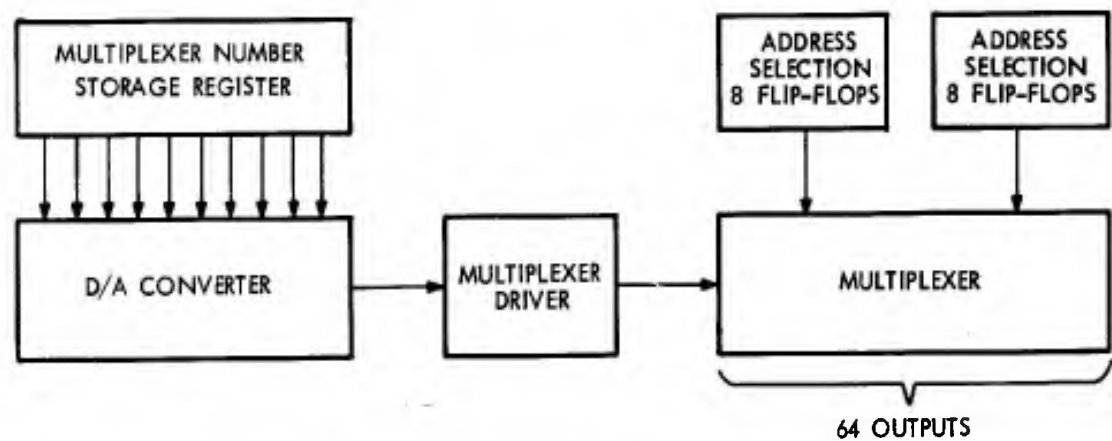 MULTIPLEXER NUMBER
STORAGE REGISTER
ADDRESS
SELECTION
8 FLIP-FLOPS
ADDRESS
SELECTION
8 FLIP-FLOPS
D/A CONVERTER
MULTIPLEXER
DRIVER
MULTIPLEXER
64 OUTPUTS